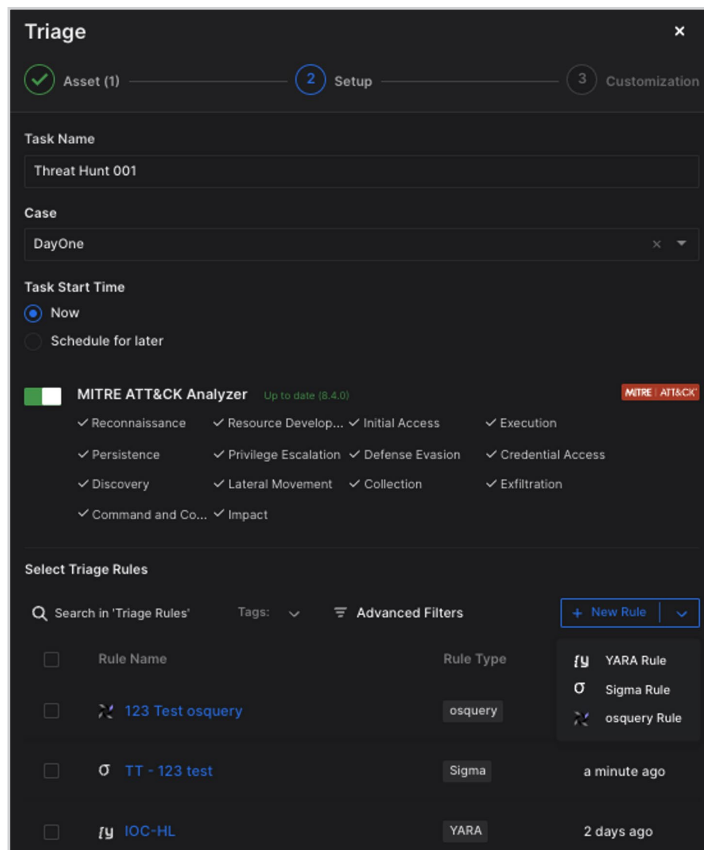 Triage ×
Asset (1) 2 Setup 3 Customization
Task Name
Threat Hunt 001
Case
DayOne ×
Task Start Time
Now
Schedule for later
MITRE ATT&CK Analyzer Up to date (8.4.0) MITRE | ATT&CK
Reconnaissance Resource Develop... Initial Access Execution
Persistence Privilege Escalation Defense Evasion Credential Access
Discovery Lateral Movement Collection Exfiltration
Command and Co... Impact
Select Triage Rules
Search in 'Triage Rules' Tags: Advanced Filters + New Rule
Rule Name Rule Type YARA Rule
σ Sigma Rule
123 Test osquery osquery osquery Rule
σ TT - 123 test Sigma a minute ago
IOC-HL YARA 2 days ago